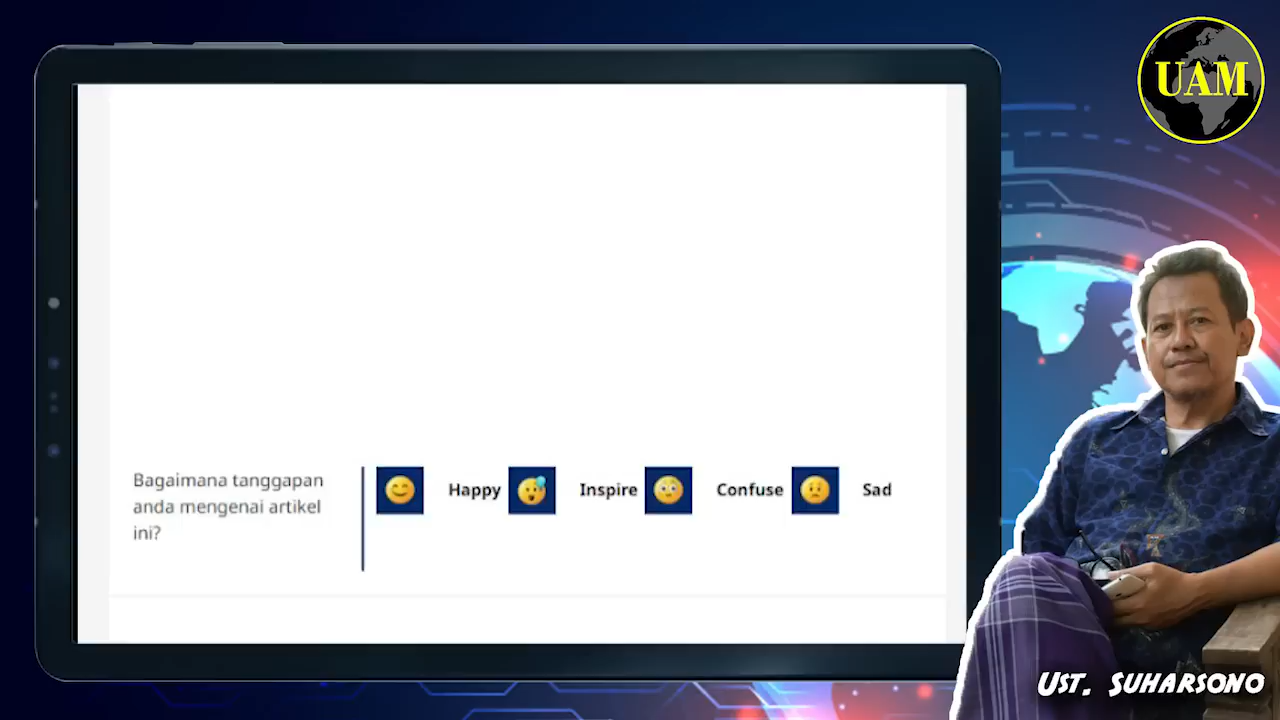 UAM
Bagaimana tanggapan
anda mengenai artikel
ini?
Happy
Inspire
Confuse
Sad
UST. SUHARSONO